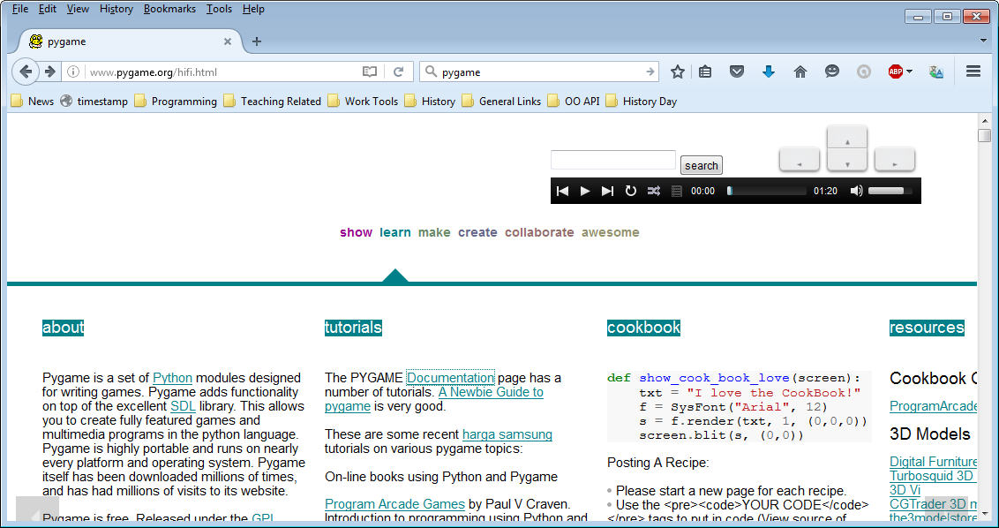 File Edit View History Bookmarks Tools Help
pygame
www.pygame.org/hifi.html
pygame
ABP
News timestamp Programming Teaching Related Work Tools History General Links OO API History Day
search
00:00 01:20
show learn make create collaborate awesome
about
Pygame is a set of Python modules designed
for writing games. Pygame adds functionality
on top of the excellent SDL library. This allows
you to create fully featured games and
multimedia programs in the python language.
Pygame is highly portable and runs on nearly
every platform and operating system. Pygame
itself has been downloaded millions of times,
and has had millions of visits to its website.
Pygame is free. Released under the GPL
tutorials
The PYGAME Documentation page has a
number of tutorials. A Newbie Guide to
pygame is very good.
These are some recent harga samsung
tutorials on various pygame topics:
On-line books using Python and Pygame
Program Arcade Games by Paul V Craven.
Introduction to programming using Python and
cookbook
def show_cook_book_love(screen):
    txt = "I love the CookBook!"
    f = SysFont("Arial", 12)
    s = f.render(txt, 1, (0,0,0))
    screen.blit(s, (0,0))
Posting A Recipe:
• Please start a new page for each recipe.
• Use the <pre><code>YOUR CODE</code>
</pre> tags to put in code (View source of
resources
Cookbook
ProgramArcade
3D Models
Digital Furniture
Turbosquid 3D
3D Vi
CGTrader 3D m
the3modelstore